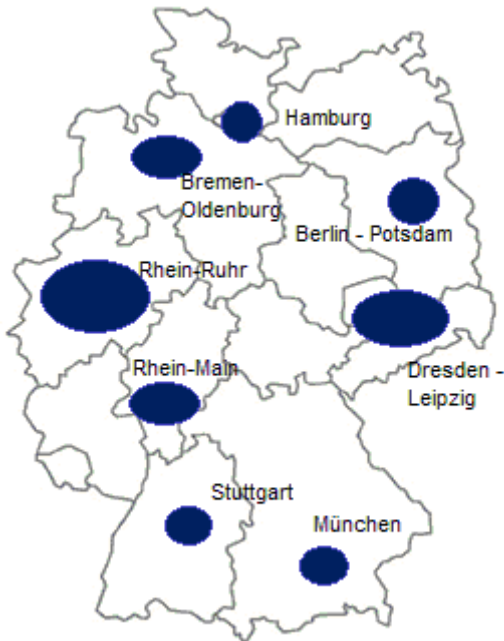 Hamburg
Bremen-
Oldenburg
Berlin - Potsdam
Rhein-Ruhr
Rhein-Main
Dresden -
Leipzig
Stuttgart
München